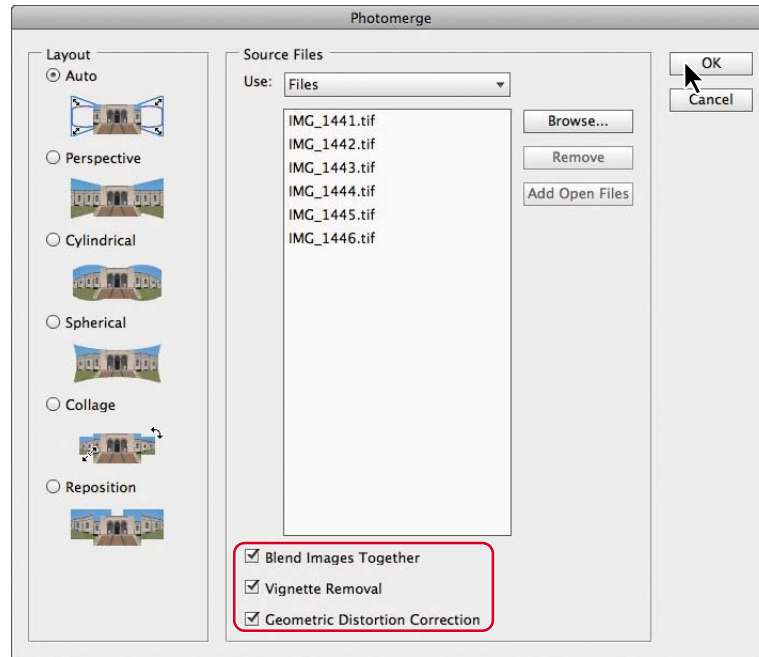 Photomerge
Layout
Auto
Perspective
Cylindrical
Spherical
Collage
Reposition
Source Files
Use:
Files
IMG_1441.tif
IMG_1442.tif
IMG_1443.tif
IMG_1444.tif
IMG_1445.tif
IMG_1446.tif
Browse...
Remove
Add Open Files
Blend Images Together
Vignette Removal
Geometric Distortion Correction
OK
Cancel